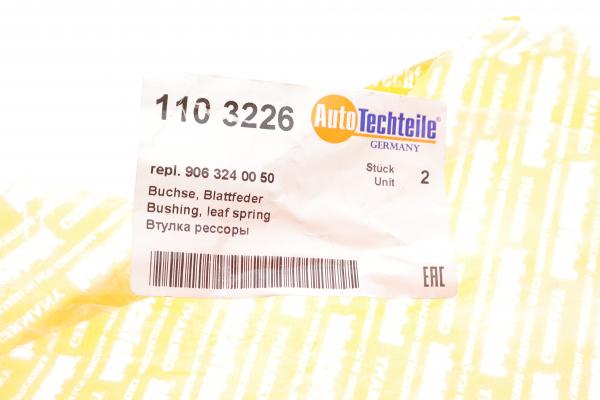 110 3226
AutoTechteile®
GERMANY
repl. 906 324 00 50
Stück
Unit
2
Buchse, Blattfeder
Bushing, leaf spring
Втулка рессоры
EAC